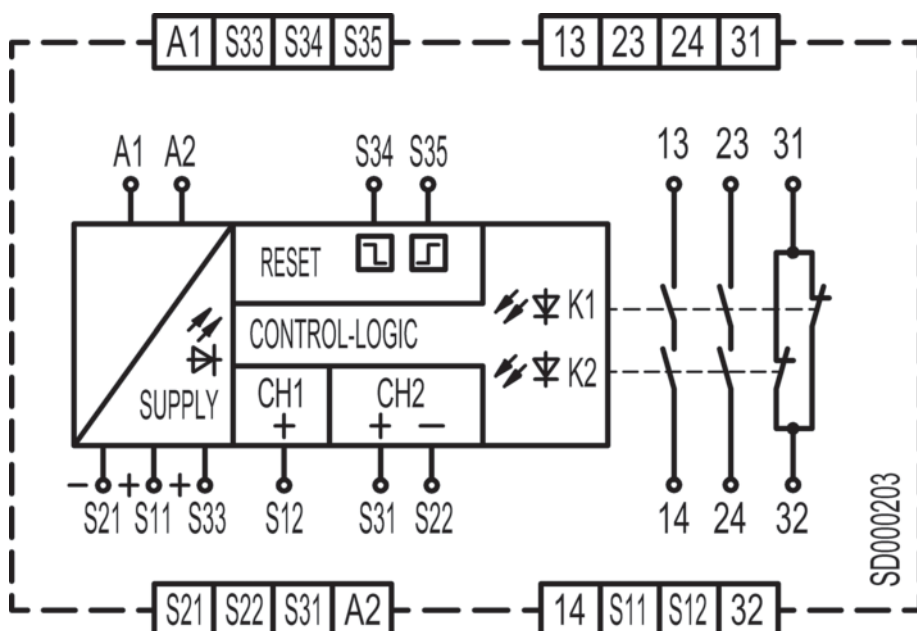 A1 S33 S34 S35 13 23 24 31
A1 A2 S34 S35 13 23 31
RESET
K1
CONTROL-LOGIC
K2
SUPPLY CH1 CH2
+ + −
− + +
S21 S11 S33 S12 S31 S22 14 24 32
SD000203
S21 S22 S31 A2 14 S11 S12 32